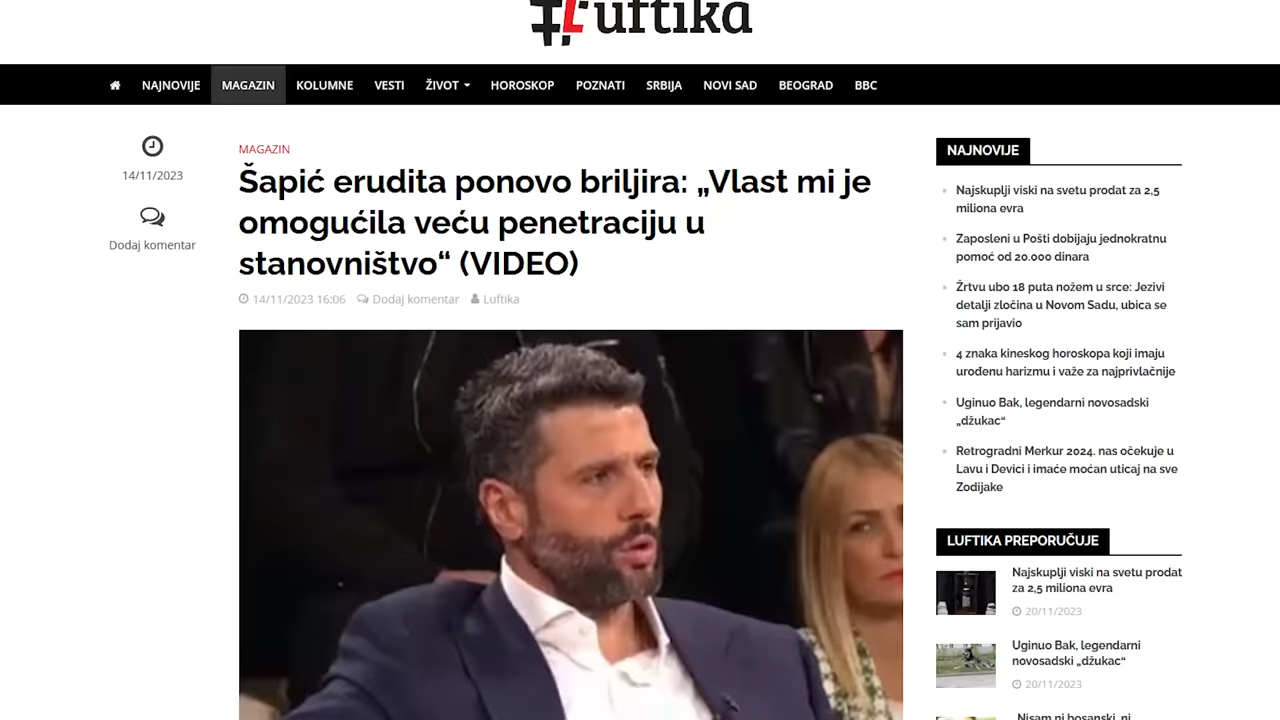 #Luftika
NAJNOVIJE MAGAZIN KOLUMNE VESTI ŽIVOT HOROSKOP POZNATI SRBIJA NOVI SAD BEOGRAD BBC
14/11/2023
Dodaj komentar
MAGAZIN
Šapić erudita ponovo briljira: „Vlast mi je
omogućila veću penetraciju u
stanovništvo“ (VIDEO)
14/11/2023 16:06 Dodaj komentar Luftika
NAJNOVIJE
Najskuplji viski na svetu prodat za 2,5
miliona evra
Zaposleni u Pošti dobijaju jednokratnu
pomoć od 20.000 dinara
Žrtvu ubo 18 puta nožem u srce: Jezivi
detalji zločina u Novom Sadu, ubica se
sam prijavio
4 znaka kineskog horoskopa koji imaju
urođenu harizmu i važe za najprivlačnije
Uginuo Bak, legendarni novosadski
„džukac“
Retrogradni Merkur 2024. nas očekuje u
Lavu i Devici i imaće moćan uticaj na sve
Zodijake
LUFTIKA PREPORUČUJE
Najskuplji viski na svetu prodat
za 2,5 miliona evra
20/11/2023
Uginuo Bak, legendarni
novosadski „džukac“
20/11/2023
„Nisam ni bosanski, ni